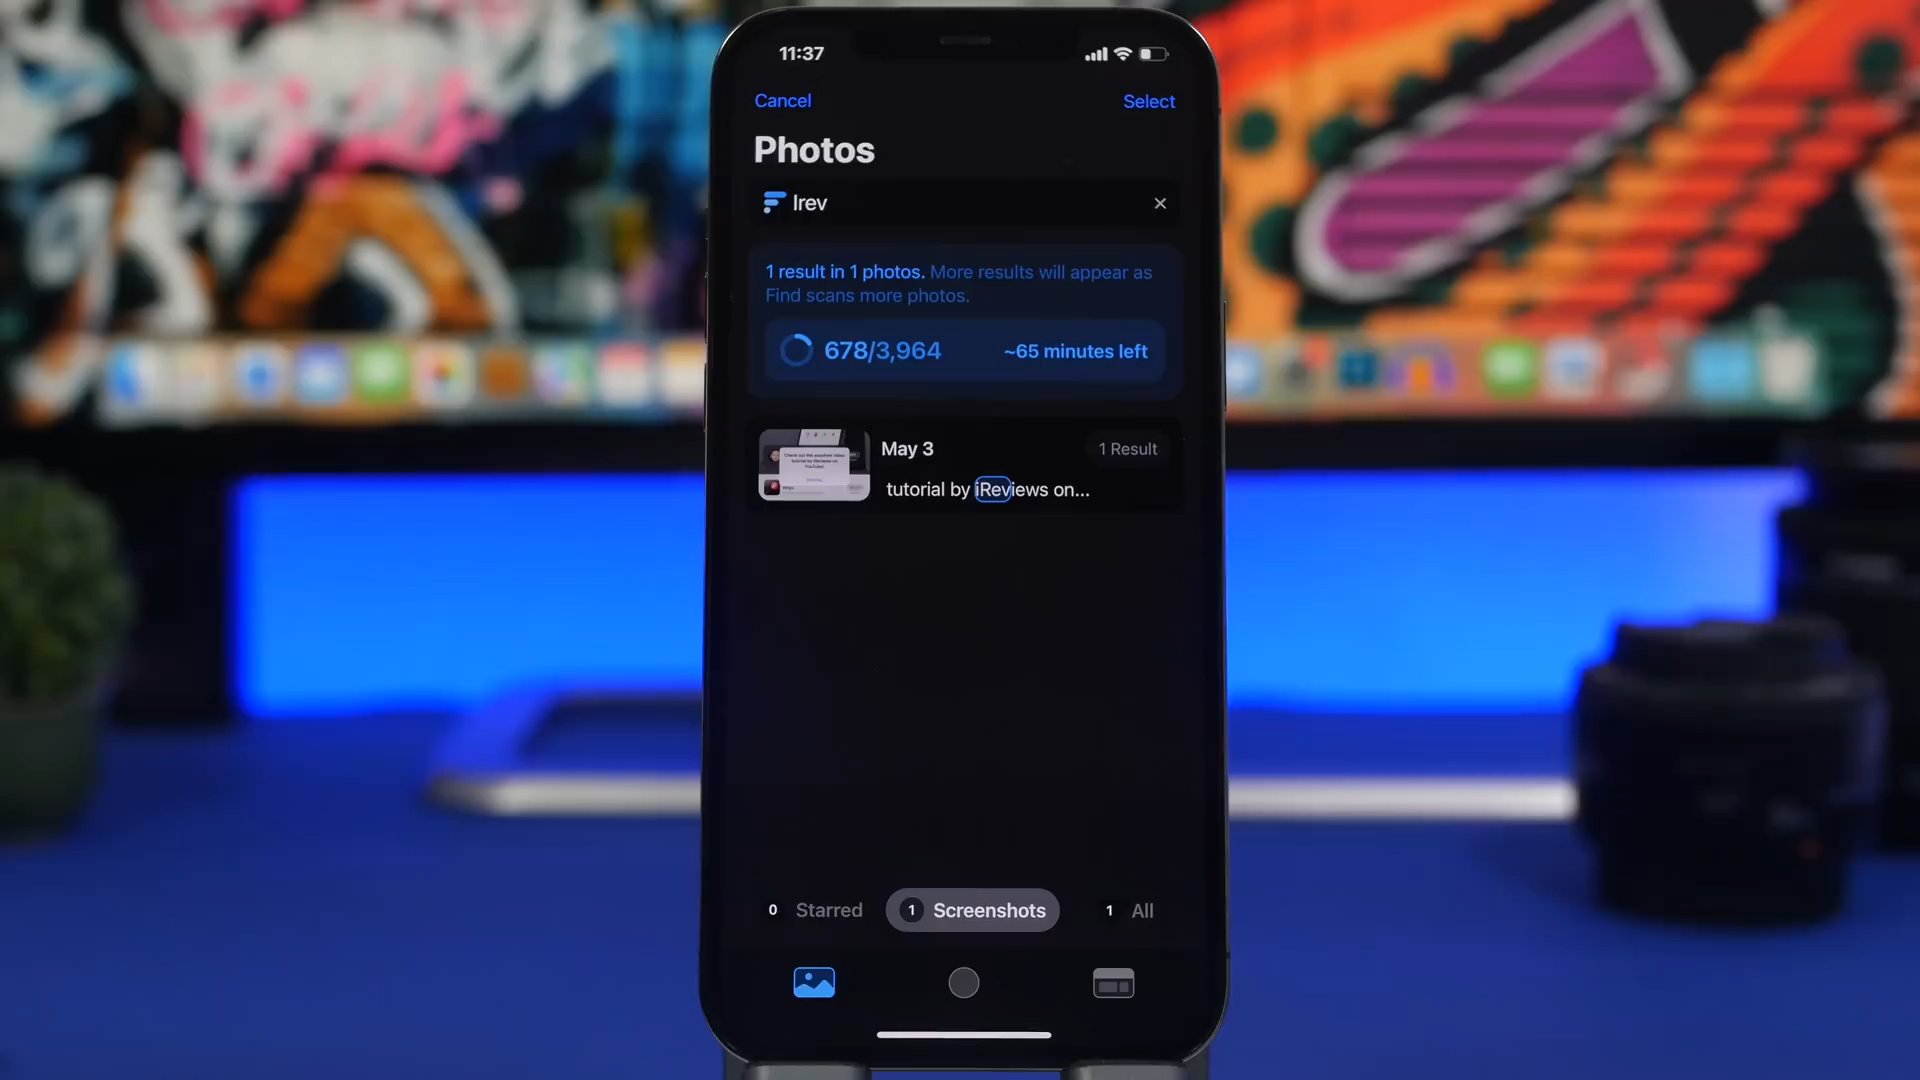 11:37
Cancel
Select
Photos
Irev
1 result in 1 photos. More results will appear as
Find scans more photos.
678/3,964
~65 minutes left
May 3
1 Result
tutorial by iReviews on...
0 Starred
1 Screenshots
1 All